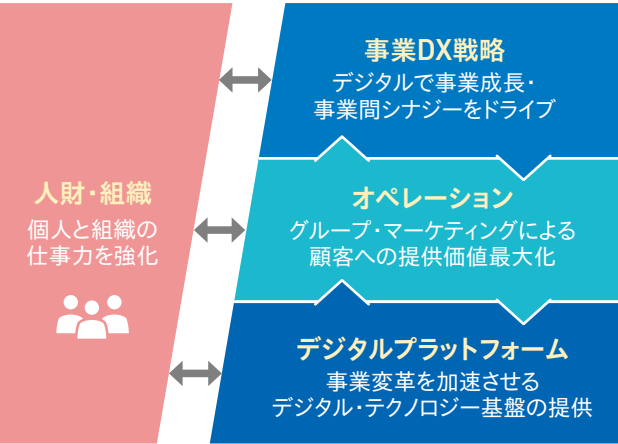 事業DX戦略
デジタルで事業成長・
事業間シナジーをドライブ
人財・組織
個人と組織の
仕事力を強化
オペレーション
グループ・マーケティングによる
顧客への提供価値最大化
デジタルプラットフォーム
事業変革を加速させる
デジタル・テクノロジー基盤の提供